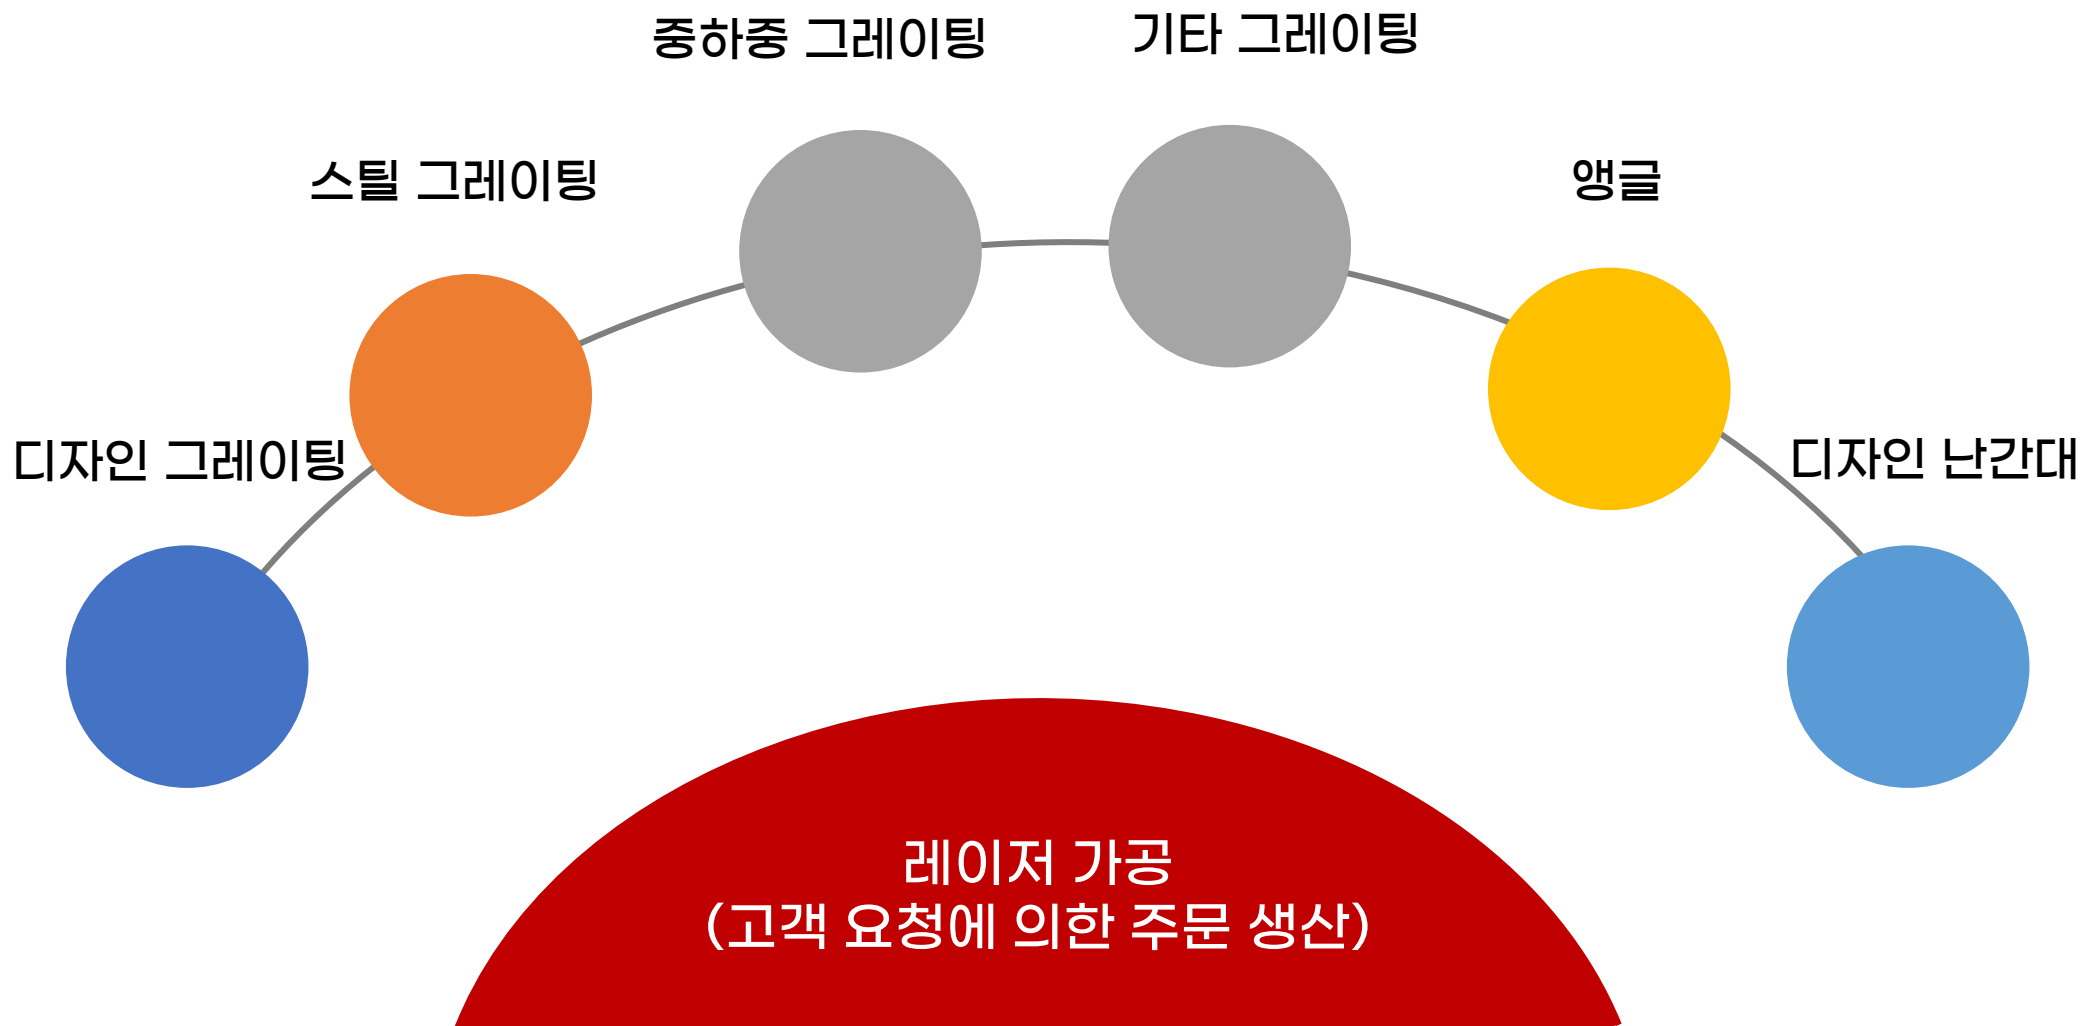 중하중 그레이팅
기타 그레이팅
스틸 그레이팅
앵글
디자인 그레이팅
디자인 난간대
레이저 가공
(고객 요청에 의한 주문 생산)